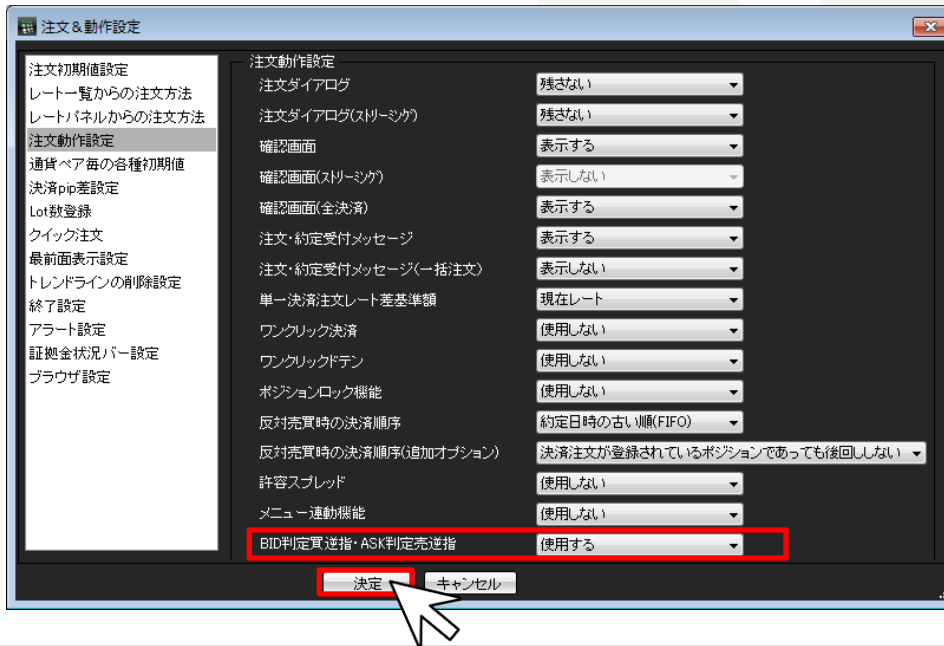 注文&動作設定
注文初期値設定
レート一覧からの注文方法
レートパネルからの注文方法
注文動作設定
通貨ペア毎の各種初期値
決済pip差設定
Lot数登録
クイック注文
最前面表示設定
トレンドラインの削除設定
終了設定
アラート設定
証拠金状況バー設定
ブラウザ設定
注文動作設定
注文ダイアログ 残さない
注文ダイアログ(ストリーミング) 残さない
確認画面 表示する
確認画面(ストリーミング) 表示しない
確認画面(全決済) 表示する
注文・約定受付メッセージ 表示する
注文・約定受付メッセージ(一括注文) 表示しない
単一決済注文レート差基準額 現在レート
ワンクリック決済 使用しない
ワンクリックドテン 使用しない
ポジションロック機能 使用しない
反対売買時の決済順序 約定日時の古い順(FIFO)
反対売買時の決済順序(追加オプション) 決済注文が登録されているポジションであっても後回ししない
許容スプレッド 使用しない
メニュー連動機能 使用しない
BID判定買逆指・ASK判定売逆指 使用する
決定 キャンセル